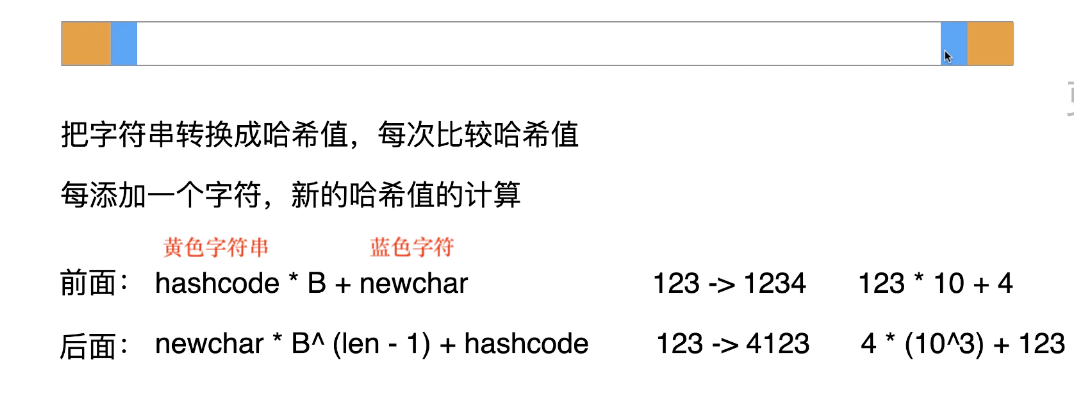 把字符串转换成哈希值，每次比较哈希值
每添加一个字符，新的哈希值的计算
黄色字符串 蓝色字符
前面： hashcode * B + newchar 123 -> 1234 123 * 10 + 4
后面： newchar * B^ (len - 1) + hashcode 123 -> 4123 4 * (10^3) + 123